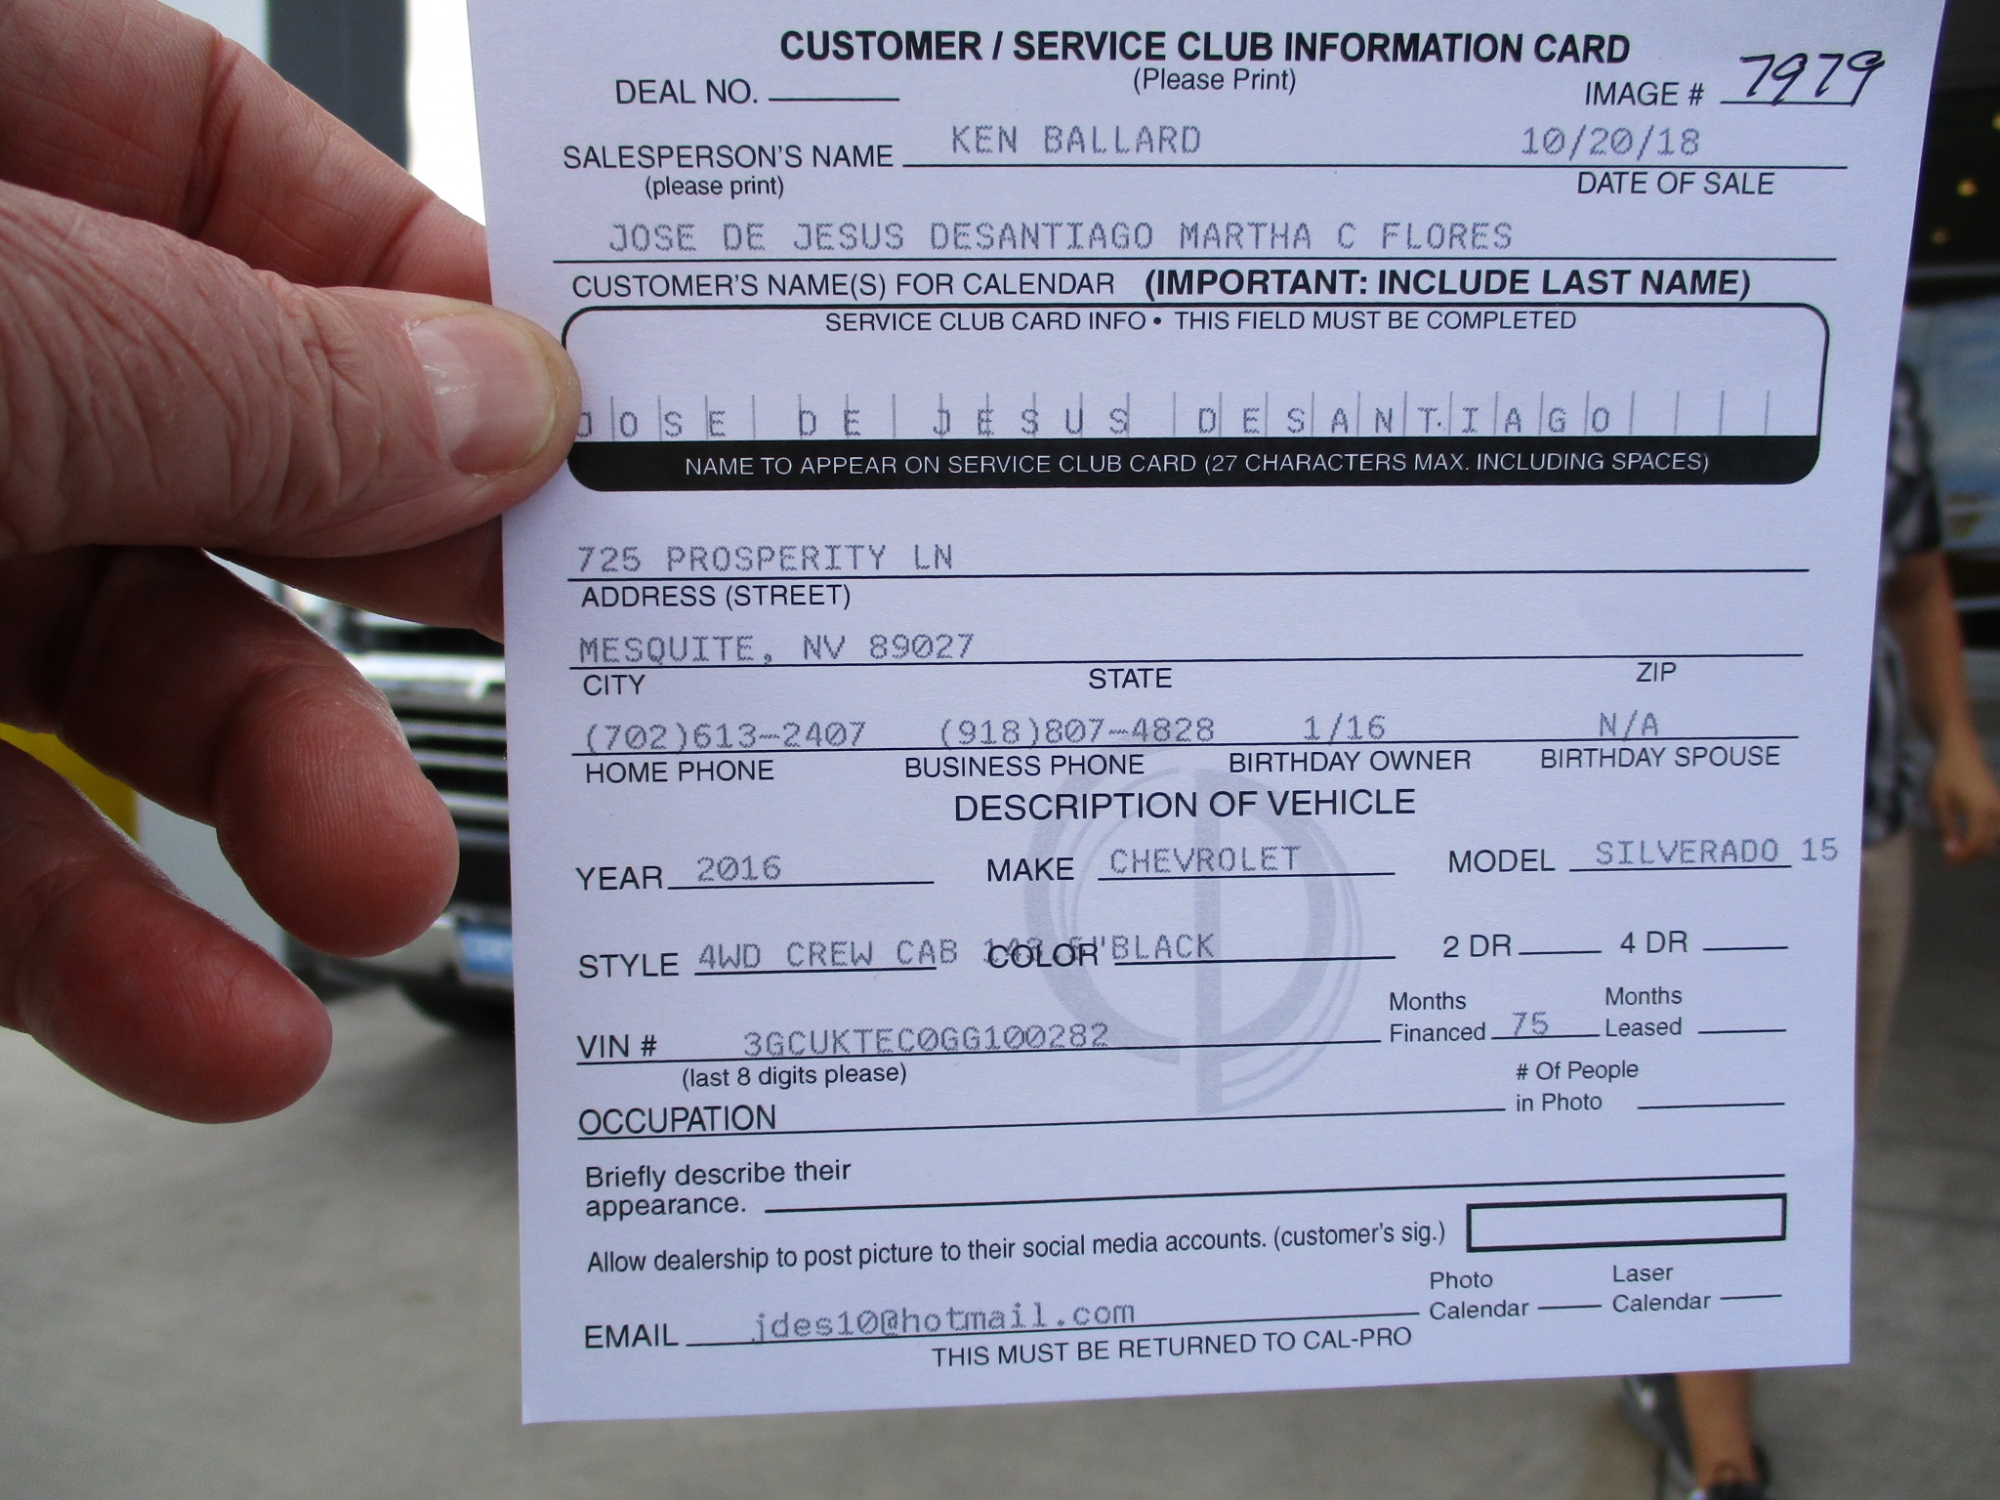 CUSTOMER / SERVICE CLUB INFORMATION CARD
(Please Print)
DEAL NO. IMAGE # 7979
SALESPERSON'S NAME KEN BALLARD 10/20/18
(please print) DATE OF SALE
JOSE DE JESUS DESANTIAGO MARTHA C FLORES
CUSTOMER'S NAME(S) FOR CALENDAR (IMPORTANT: INCLUDE LAST NAME)
SERVICE CLUB CARD INFO • THIS FIELD MUST BE COMPLETED
JOSE DE JESUS DESANTIAGO
NAME TO APPEAR ON SERVICE CLUB CARD (27 CHARACTERS MAX. INCLUDING SPACES)
725 PROSPERITY LN
ADDRESS (STREET)
MESQUITE, NV 89027
CITY STATE ZIP
(702)613-2407 (918)807-4828 1/16 N/A
HOME PHONE BUSINESS PHONE BIRTHDAY OWNER BIRTHDAY SPOUSE
DESCRIPTION OF VEHICLE
YEAR 2016 MAKE CHEVROLET MODEL SILVERADO 15
STYLE 4WD CREW CAB COLOR BLACK 2 DR 4 DR
VIN # 3GCUKTEC0GG100282 Months Financed 75 Months Leased
(last 8 digits please)
OCCUPATION # Of People in Photo
Briefly describe their
appearance.
Allow dealership to post picture to their social media accounts. (customer's sig.)
EMAIL jdes10@hotmail.com Photo Calendar Laser Calendar
THIS MUST BE RETURNED TO CAL-PRO